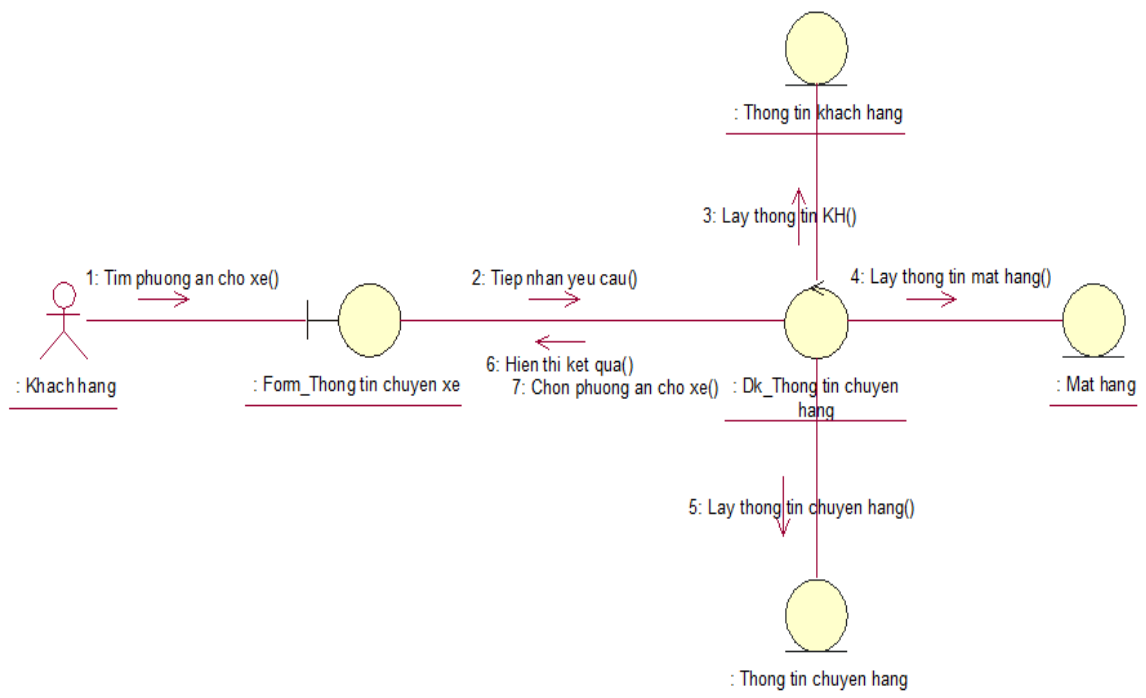 : Thong tin khach hang
3: Lay thong tin KH()
1: Tim phuong an cho xe()
2: Tiep nhan yeu cau()
4: Lay thong tin mat hang()
6: Hien thi ket qua()
7: Chon phuong an cho xe()
: Khach hang
: Form_Thong tin chuyen xe
: Dk_Thong tin chuyen
hang
: Mat hang
5: Lay thong tin chuyen hang()
: Thong tin chuyen hang